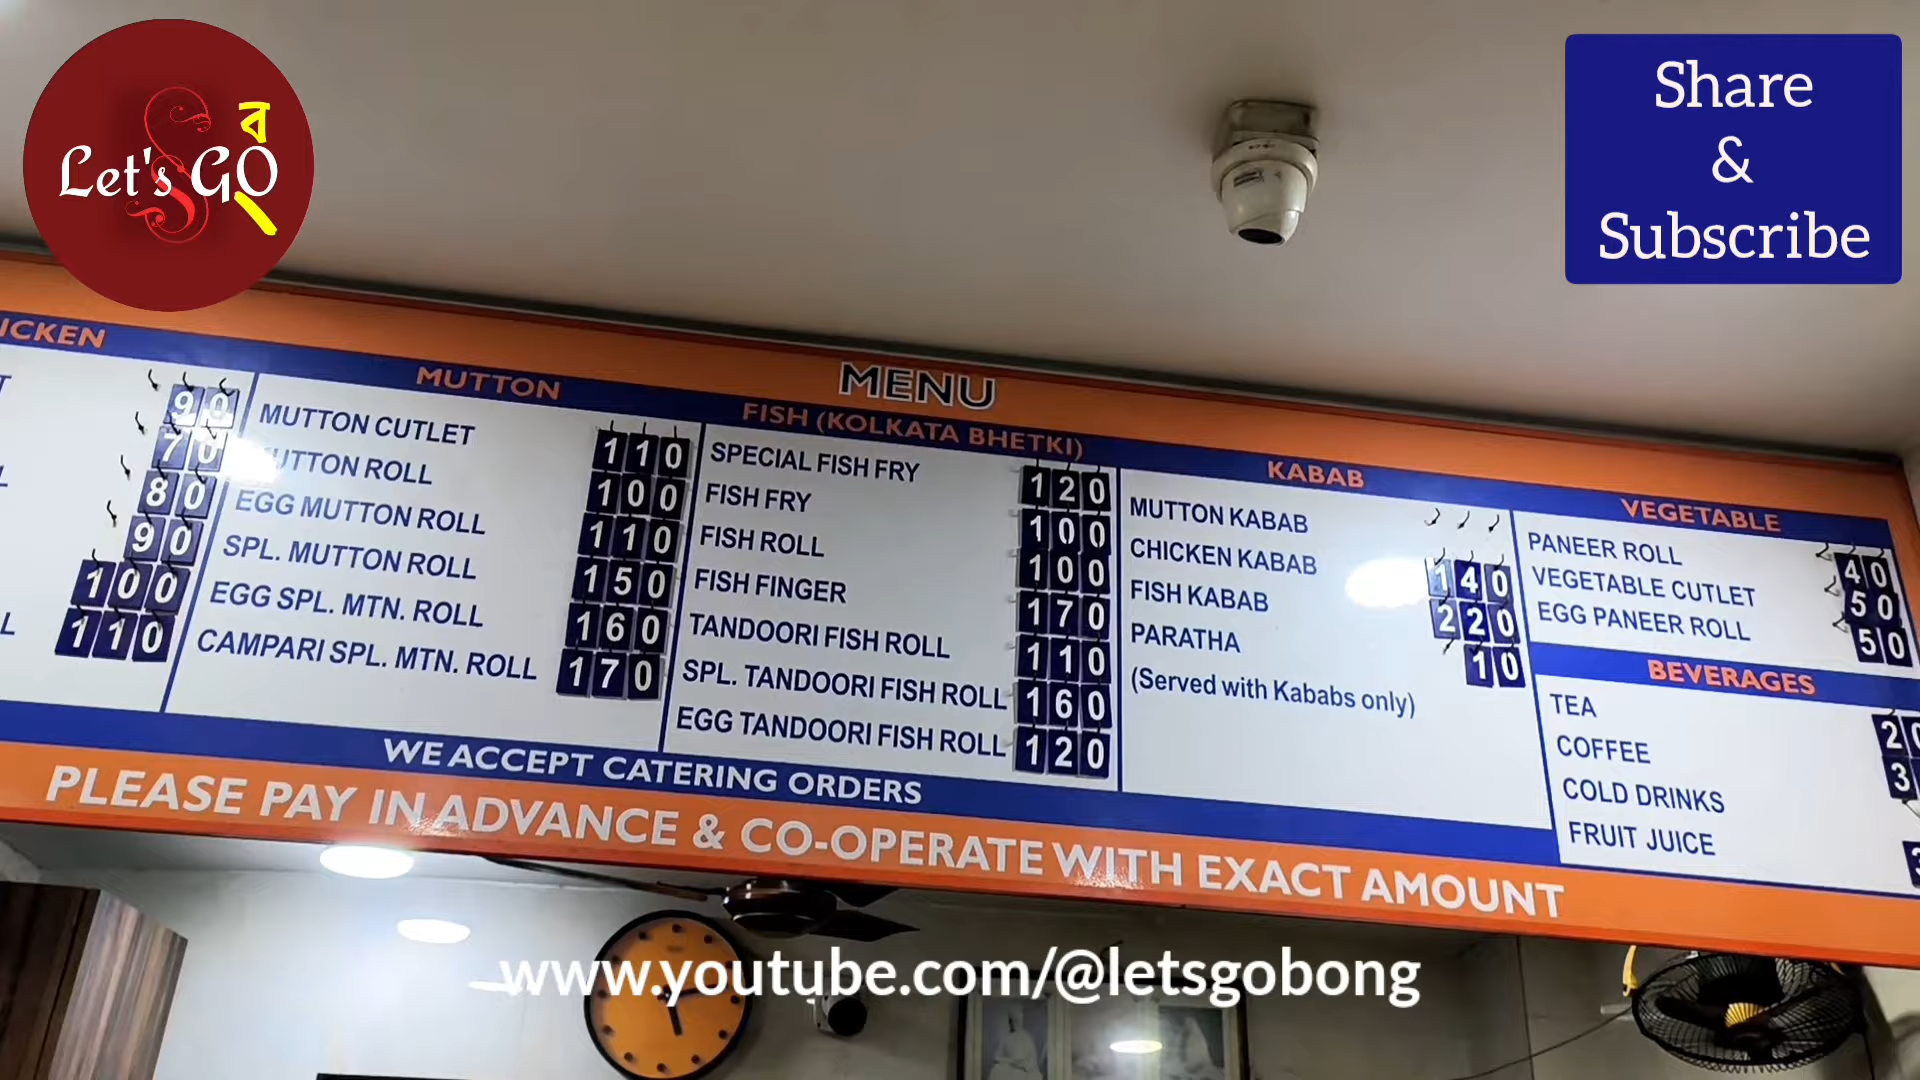 Let's GO
ব
Share
&
Subscribe
MENU
ICKEN
90
70
80
90
100
110
MUTTON
MUTTON CUTLET 110
UTTON ROLL 100
EGG MUTTON ROLL 110
SPL. MUTTON ROLL 150
EGG SPL. MTN. ROLL 160
CAMPARI SPL. MTN. ROLL 170
FISH (KOLKATA BHETKI)
SPECIAL FISH FRY 120
FISH FRY 100
FISH ROLL 100
FISH FINGER 170
TANDOORI FISH ROLL 110
SPL. TANDOORI FISH ROLL 160
EGG TANDOORI FISH ROLL 120
KABAB
MUTTON KABAB
CHICKEN KABAB 140
FISH KABAB 220
PARATHA 10
(Served with Kababs only)
VEGETABLE
PANEER ROLL 40
VEGETABLE CUTLET 50
EGG PANEER ROLL 50
BEVERAGES
TEA 20
COFFEE 3
COLD DRINKS
FRUIT JUICE
WE ACCEPT CATERING ORDERS
PLEASE PAY IN ADVANCE & CO-OPERATE WITH EXACT AMOUNT
www.youtube.com/@letsgobong